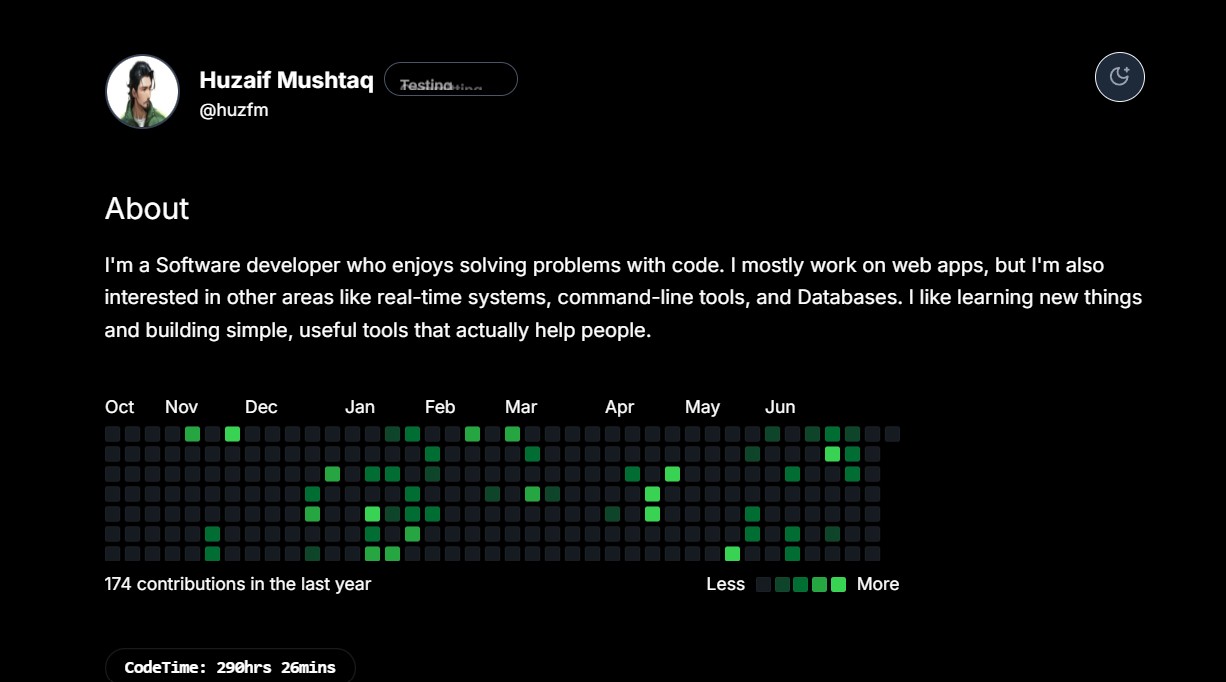 Huzaif Mushtaq Testing
@huzfm
About
I'm a Software developer who enjoys solving problems with code. I mostly work on web apps, but I'm also
interested in other areas like real-time systems, command-line tools, and Databases. I like learning new things
and building simple, useful tools that actually help people.
Oct Nov Dec Jan Feb Mar Apr May Jun
174 contributions in the last year Less More
CodeTime: 290hrs 26mins